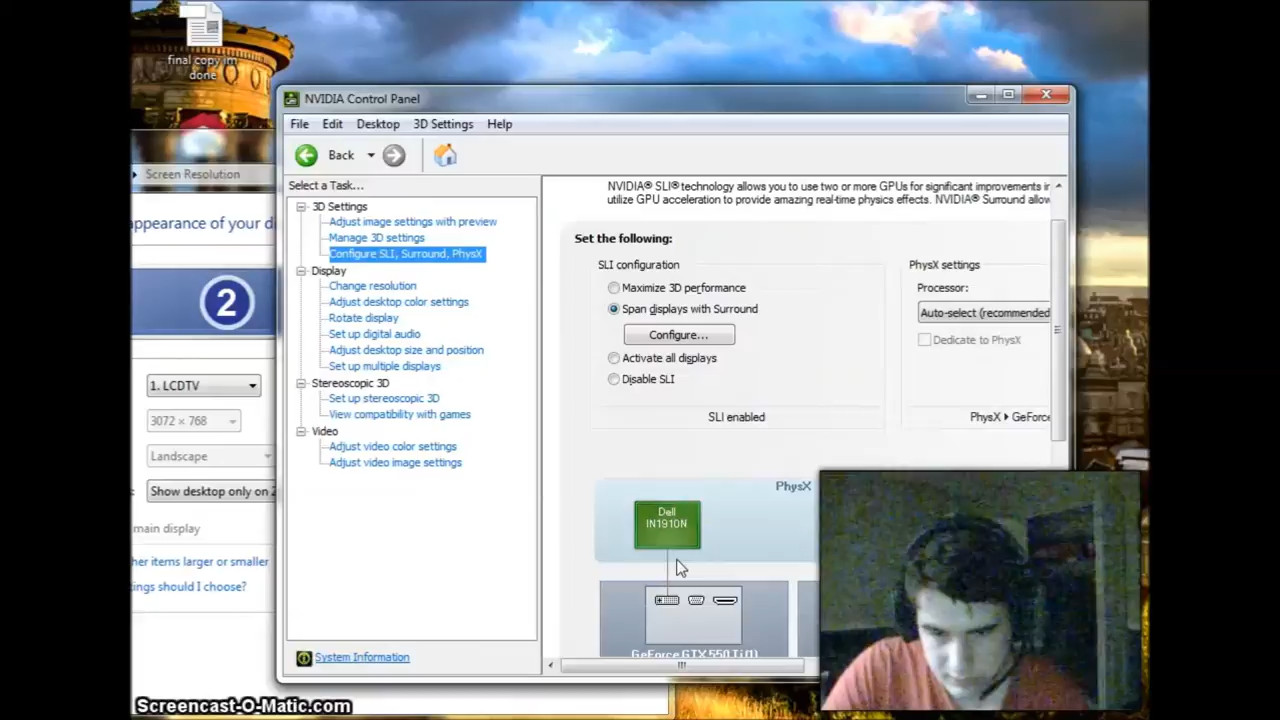 final copy im
done
NVIDIA Control Panel
File Edit Desktop 3D Settings Help
Back
Screen Resolution
Select a Task...
3D Settings
Adjust image settings with preview
Manage 3D settings
Configure SLI, Surround, PhysX
Display
Change resolution
Adjust desktop color settings
Rotate display
Set up digital audio
Adjust desktop size and position
Set up multiple displays
Stereoscopic 3D
Set up stereoscopic 3D
View compatibility with games
Video
Adjust video color settings
Adjust video image settings
System Information
NVIDIA® SLI® technology allows you to use two or more GPUs for significant improvements in
utilize GPU acceleration to provide amazing real-time physics effects. NVIDIA® Surround allow
Set the following:
SLI configuration
Maximize 3D performance
Span displays with Surround
Configure...
Activate all displays
Disable SLI
SLI enabled
PhysX settings
Processor:
Auto-select (recommended
Dedicate to PhysX
PhysX ▸ GeForce
PhysX
Dell
IN1910N
GeForce GTX 550 Ti (1)
appearance of your di
2
1. LCDTV
3072 × 768
Landscape
Show desktop only on 2
main display
her items larger or smaller
tings should I choose?
Screencast-O-Matic.com